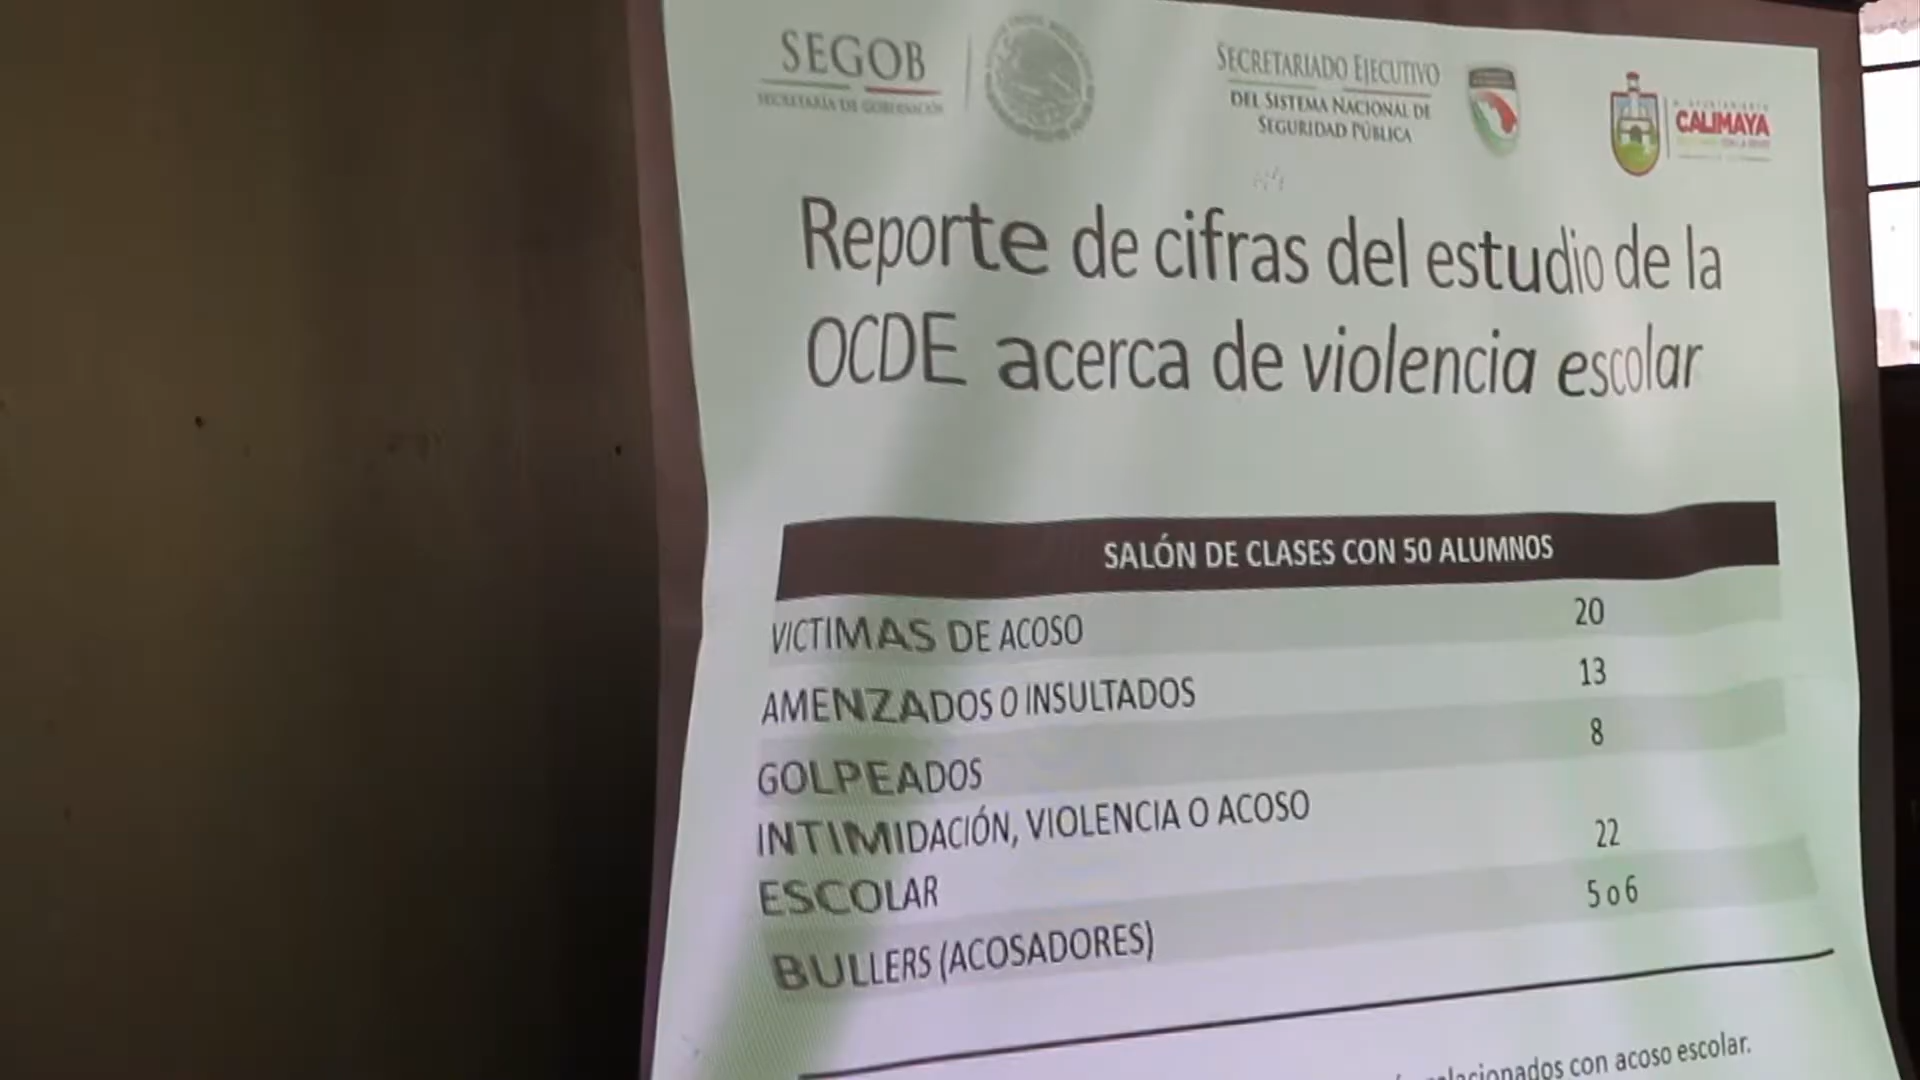 SEGOB
SECRETARÍA DE GOBERNACIÓN
SECRETARIADO EJECUTIVO
DEL SISTEMA NACIONAL DE
SEGURIDAD PÚBLICA
CALIMAYA
Reporte de cifras del estudio de la
OCDE acerca de violencia escolar
SALÓN DE CLASES CON 50 ALUMNOS
VICTIMAS DE ACOSO 20
AMENZADOS O INSULTADOS 13
GOLPEADOS 8
INTIMIDACIÓN, VIOLENCIA O ACOSO
ESCOLAR 22
BULLERS (ACOSADORES) 5 o 6
con acoso escolar.